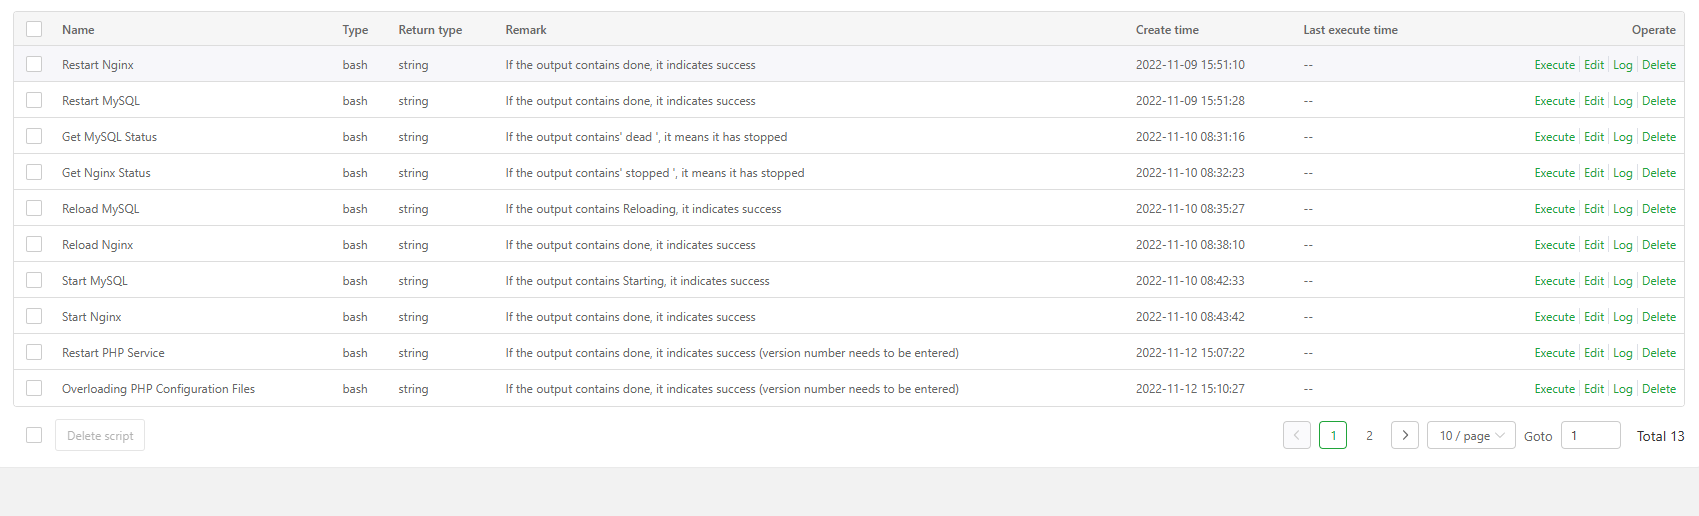 Name Type Return type Remark Create time Last execute time Operate
Restart Nginx bash string If the output contains done, it indicates success 2022-11-09 15:51:10 -- Execute Edit Log Delete
Restart MySQL bash string If the output contains done, it indicates success 2022-11-09 15:51:28 -- Execute Edit Log Delete
Get MySQL Status bash string If the output contains' dead ', it means it has stopped 2022-11-10 08:31:16 -- Execute Edit Log Delete
Get Nginx Status bash string If the output contains' stopped ', it means it has stopped 2022-11-10 08:32:23 -- Execute Edit Log Delete
Reload MySQL bash string If the output contains Reloading, it indicates success 2022-11-10 08:35:27 -- Execute Edit Log Delete
Reload Nginx bash string If the output contains done, it indicates success 2022-11-10 08:38:10 -- Execute Edit Log Delete
Start MySQL bash string If the output contains Starting, it indicates success 2022-11-10 08:42:33 -- Execute Edit Log Delete
Start Nginx bash string If the output contains done, it indicates success 2022-11-10 08:43:42 -- Execute Edit Log Delete
Restart PHP Service bash string If the output contains done, it indicates success (version number needs to be entered) 2022-11-12 15:07:22 -- Execute Edit Log Delete
Overloading PHP Configuration Files bash string If the output contains done, it indicates success (version number needs to be entered) 2022-11-12 15:10:27 -- Execute Edit Log Delete
Delete script 1 2 10 / page Goto 1 Total 13